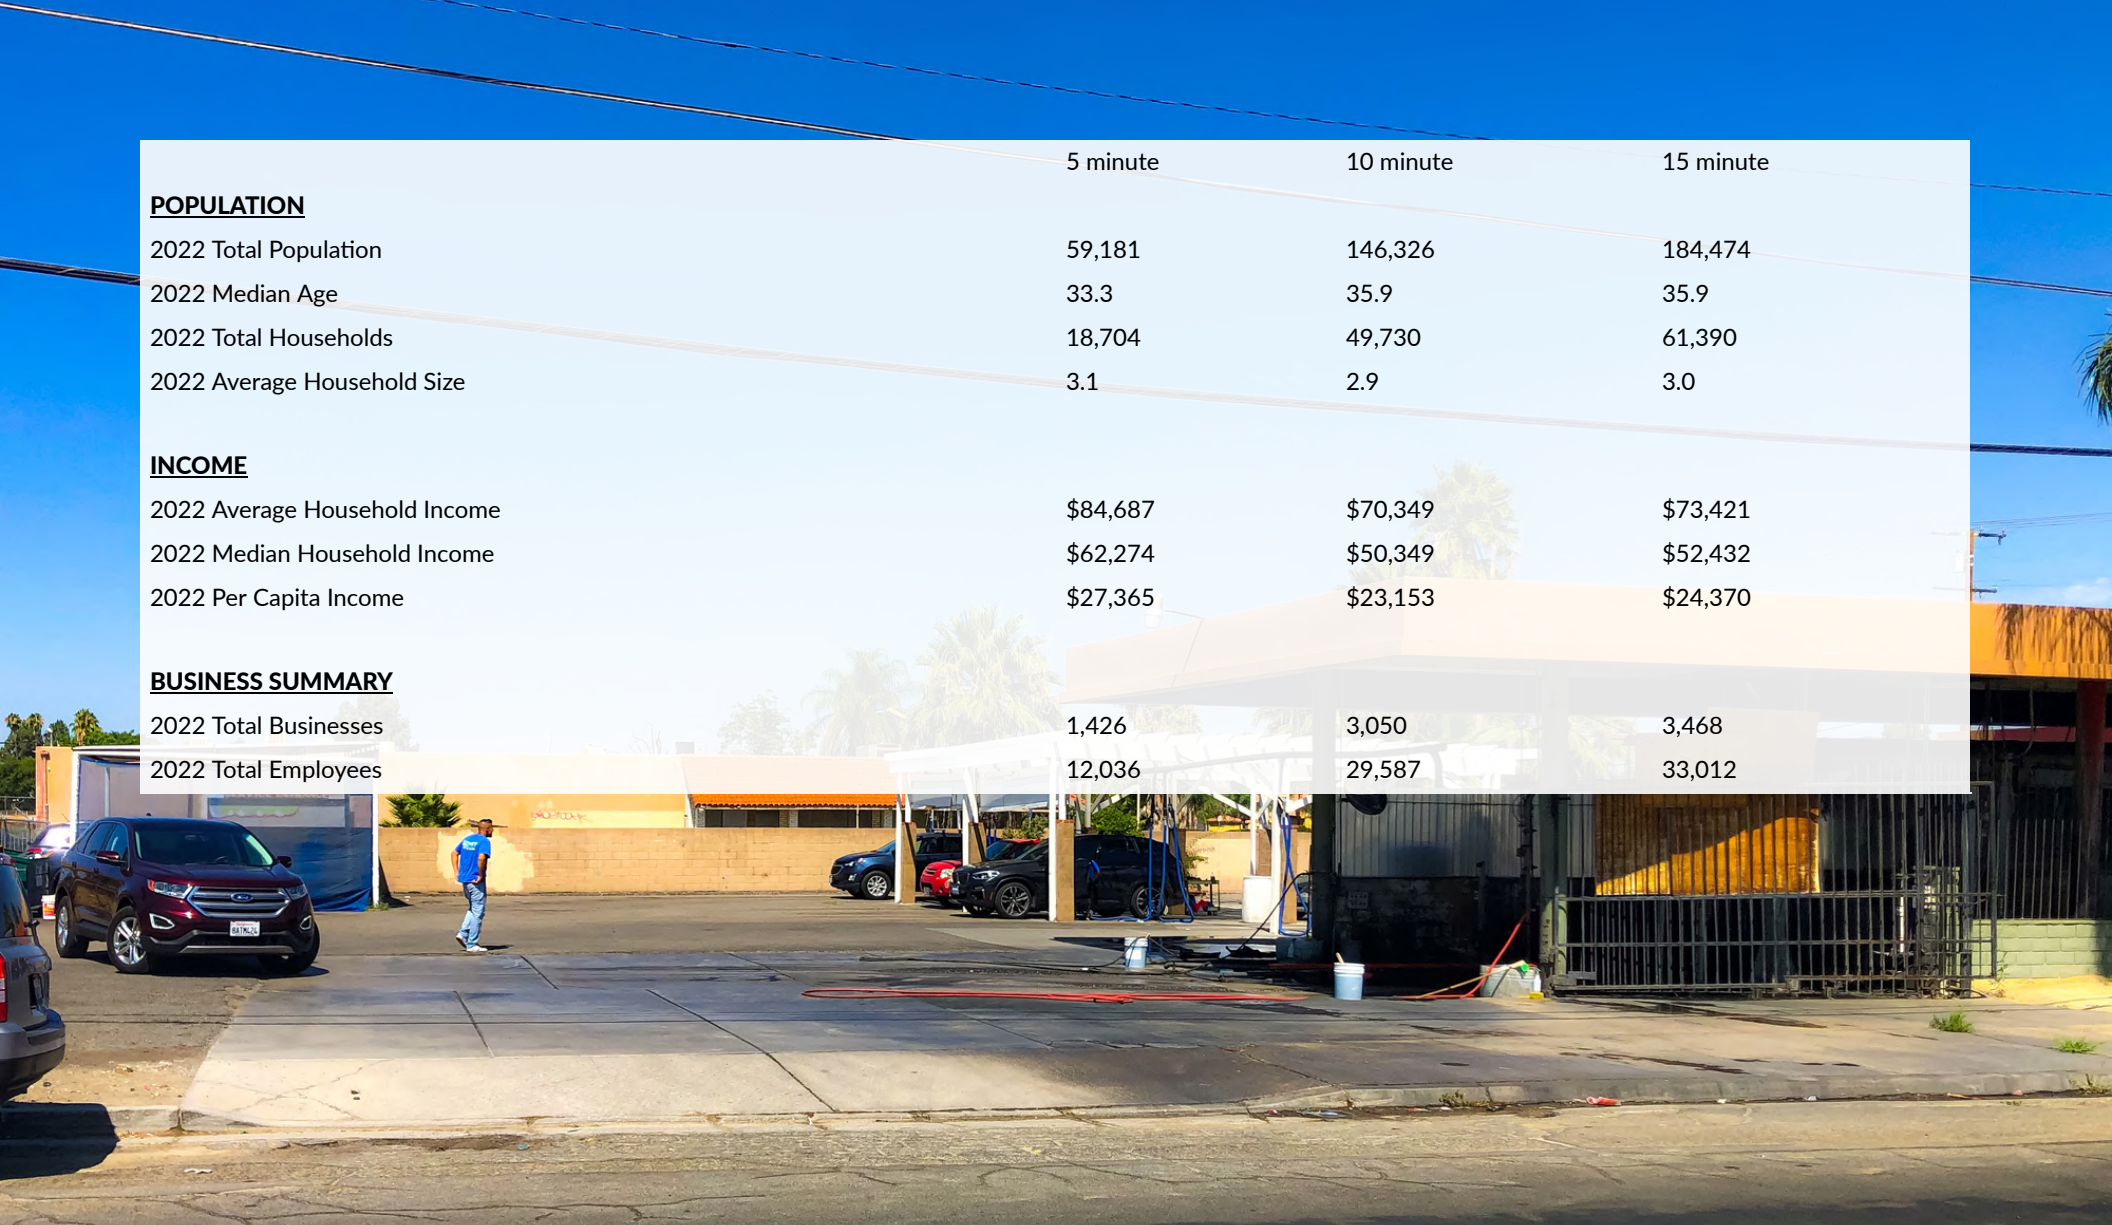 5 minute 10 minute 15 minute
POPULATION
2022 Total Population 59,181 146,326 184,474
2022 Median Age 33.3 35.9 35.9
2022 Total Households 18,704 49,730 61,390
2022 Average Household Size 3.1 2.9 3.0
INCOME
2022 Average Household Income $84,687 $70,349 $73,421
2022 Median Household Income $62,274 $50,349 $52,432
2022 Per Capita Income $27,365 $23,153 $24,370
BUSINESS SUMMARY
2022 Total Businesses 1,426 3,050 3,468
2022 Total Employees 12,036 29,587 33,012